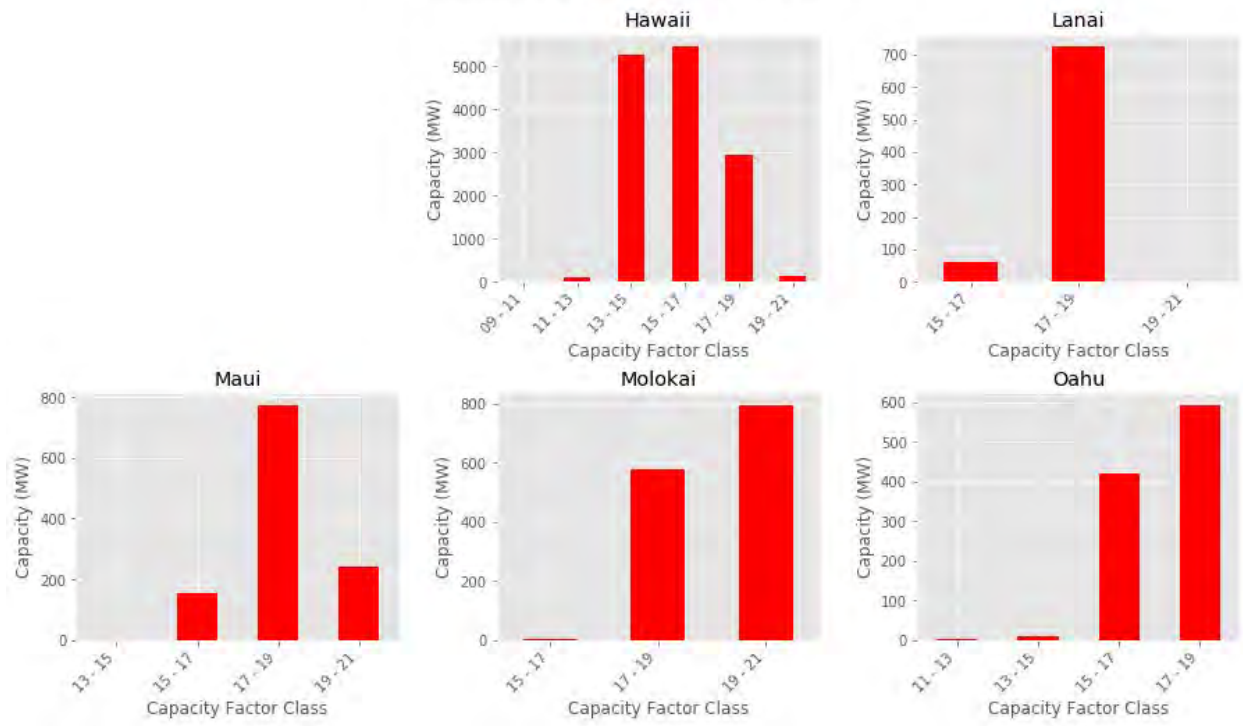 Hawaii
Capacity (MW)
5000
4000
3000
2000
1000
0
09 - 11
11 - 13
13 - 15
15 - 17
17 - 19
19 - 21
Capacity Factor Class
Lanai
Capacity (MW)
700
600
500
400
300
200
100
0
15 - 17
17 - 19
19 - 21
Capacity Factor Class
Maui
Capacity (MW)
800
600
400
200
0
13 - 15
15 - 17
17 - 19
19 - 21
Capacity Factor Class
Molokai
Capacity (MW)
800
600
400
200
0
15 - 17
17 - 19
19 - 21
Capacity Factor Class
Oahu
Capacity (MW)
600
500
400
300
200
100
0
11 - 13
13 - 15
15 - 17
17 - 19
Capacity Factor Class